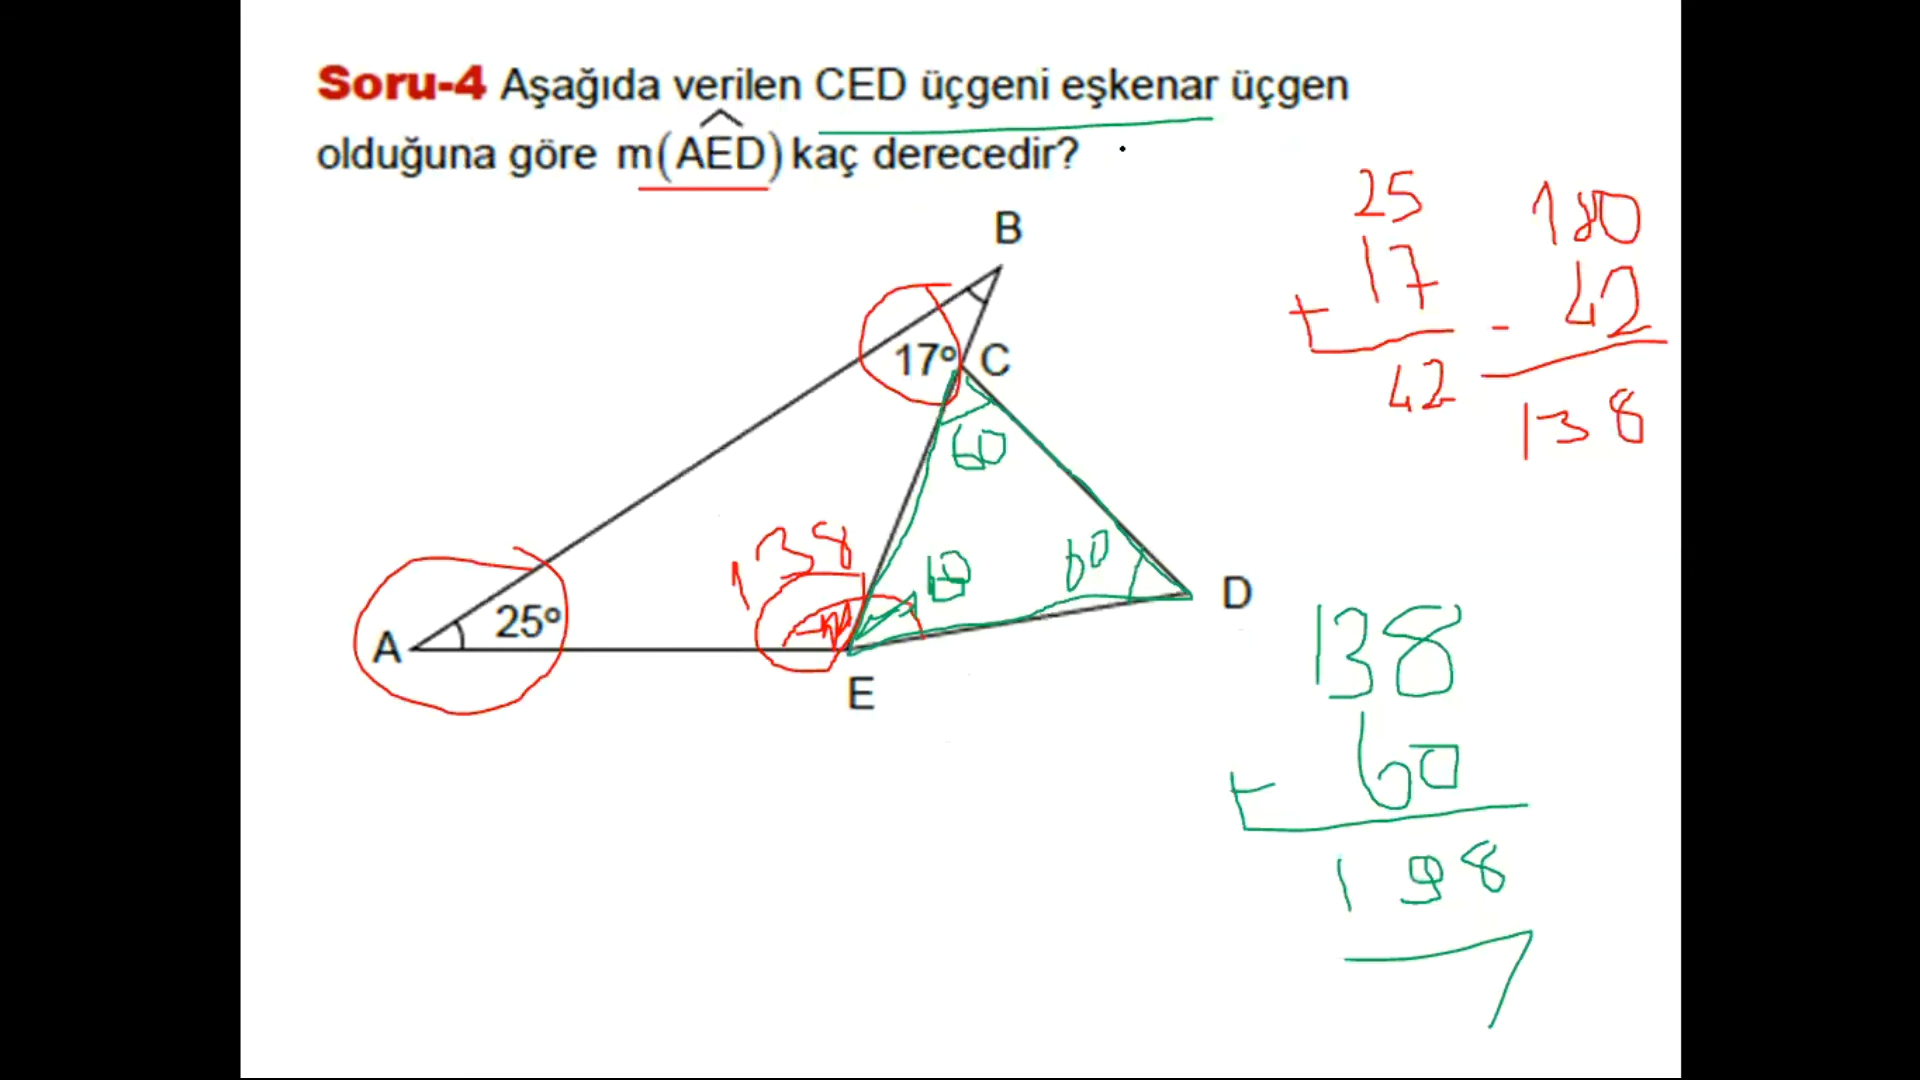 Soru-4 Aşağıda verilen CED üçgeni eşkenar üçgen
olduğuna göre m(AED) kaç derecedir?
B
17° C
60
138
60
60
25°
A
D
E
25
+ 17
42
180
- 42
138
138
+ 60
198